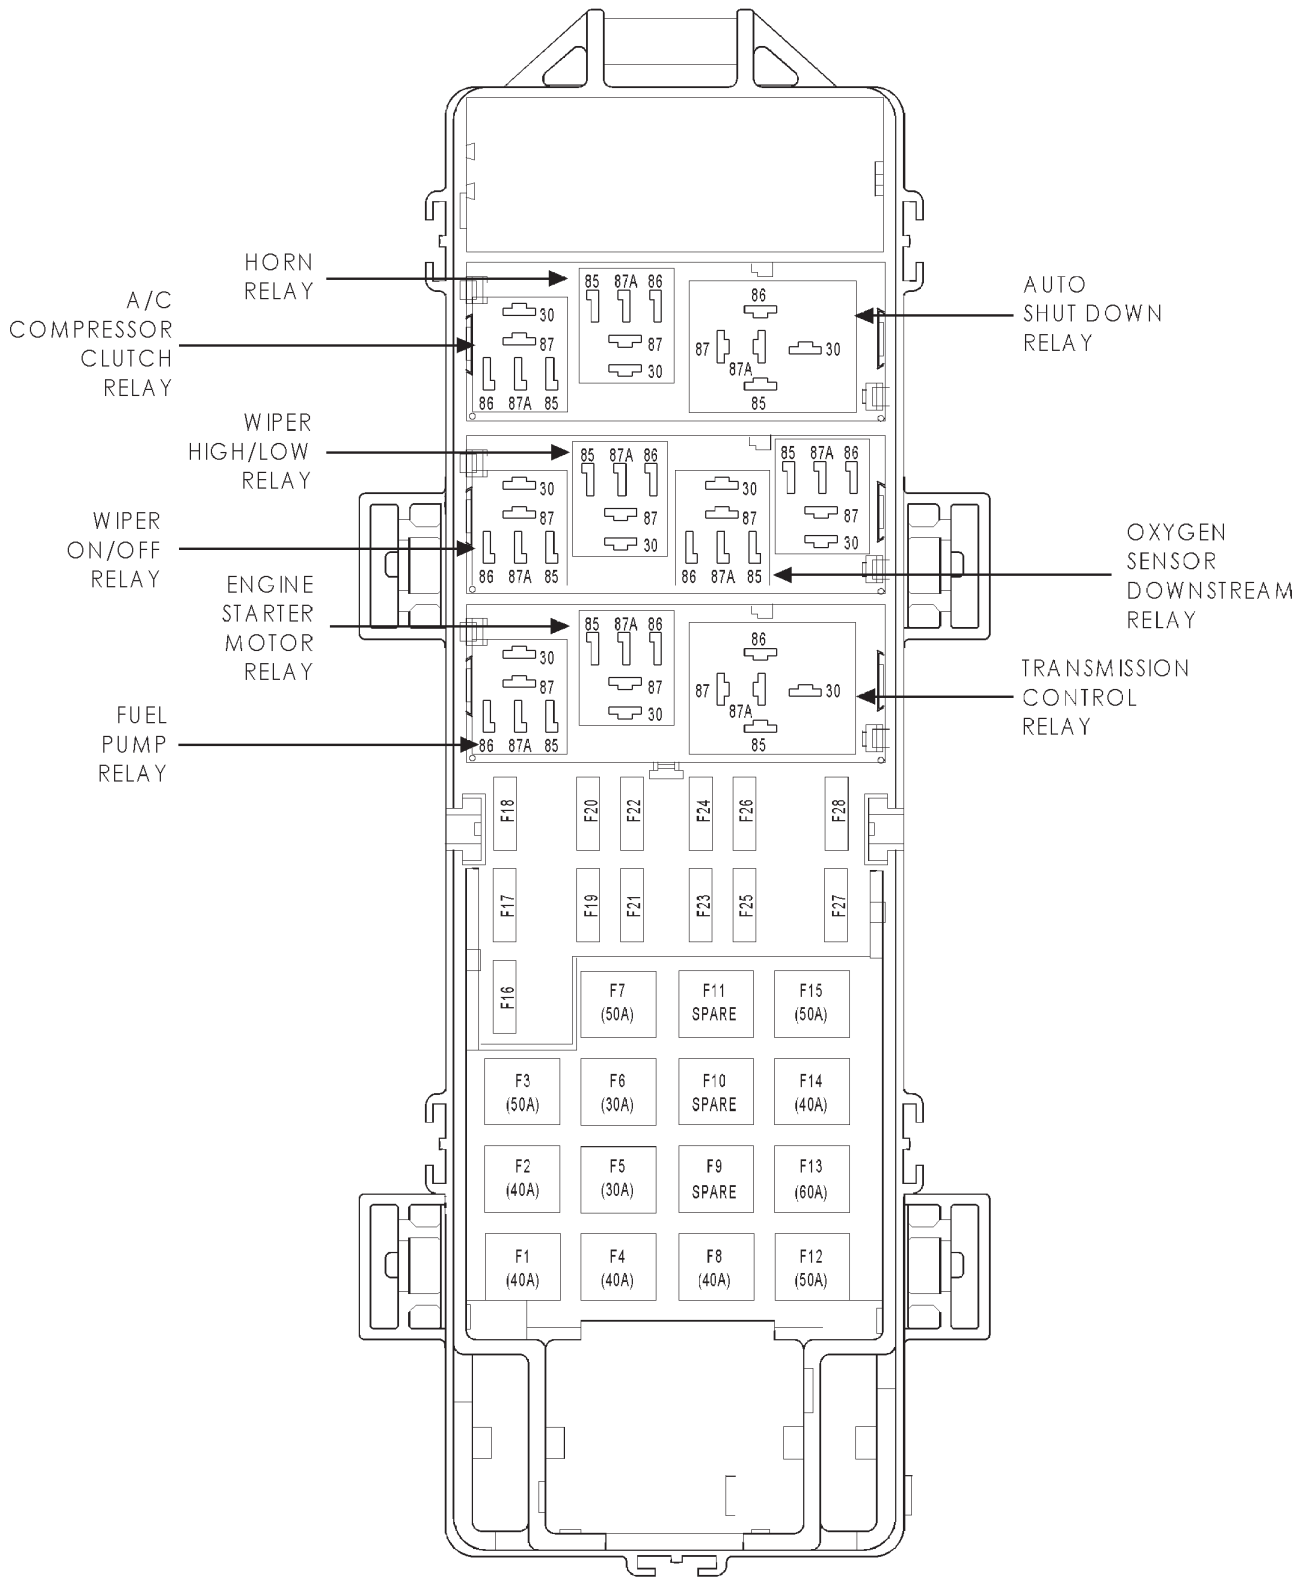 HORN
RELAY
A/C
COMPRESSOR
CLUTCH
RELAY
AUTO
SHUT DOWN
RELAY
85 87A 86
87
30
30
87
86 87A 85
86
87
87A
30
85
WIPER
HIGH/LOW
RELAY
WIPER
ON/OFF
RELAY
OXYGEN
SENSOR
DOWNSTREAM
RELAY
85 87A 86
87
30
30
87
86 87A 85
30
87
86 87A 85
85 87A 86
87
30
ENGINE
STARTER
MOTOR
RELAY
FUEL
PUMP
RELAY
TRANSMISSION
CONTROL
RELAY
85 87A 86
87
30
30
87
86 87A 85
86
87
87A
30
85
F18 F20 F22 F24 F26 F28
F17 F19 F21 F23 F25 F27
F16
F7
(50A)
F11
SPARE
F15
(50A)
F3
(50A)
F6
(30A)
F10
SPARE
F14
(40A)
F2
(40A)
F5
(30A)
F9
SPARE
F13
(60A)
F1
(40A)
F4
(40A)
F8
(40A)
F12
(50A)